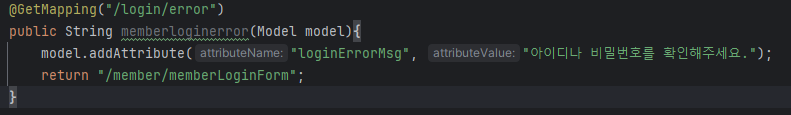 @GetMapping("/login/error")
public String memberloginerror(Model model){
model.addAttribute( attributeName: "loginErrorMsg", attributeValue: "아이디나 비밀번호를 확인해주세요.");
return "/member/memberLoginForm";
}